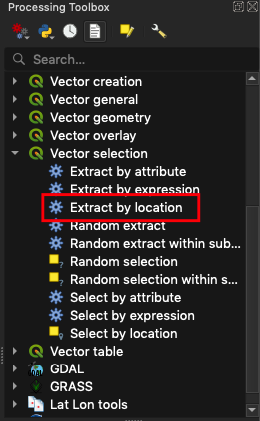 Processing Toolbox
Search...
Vector creation
Vector general
Vector geometry
Vector overlay
Vector selection
Extract by attribute
Extract by expression
Extract by location
Random extract
Random extract within sub...
Random selection
Random selection within s...
Select by attribute
Select by expression
Select by location
Vector table
GDAL
GRASS
Lat Lon tools